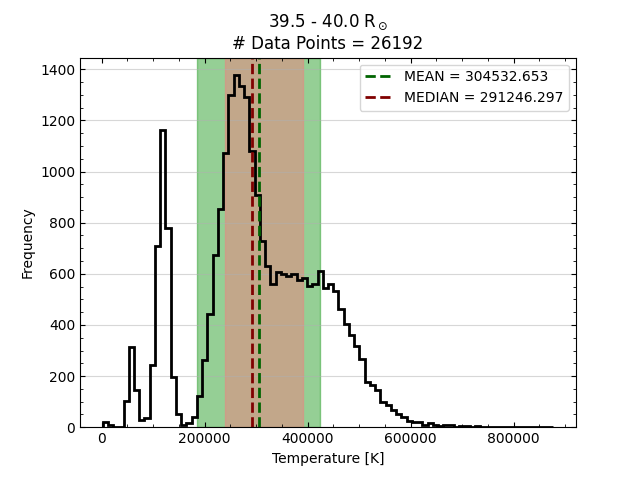 39.5 - 40.0 R⊙
# Data Points = 26192
MEAN = 304532.653
MEDIAN = 291246.297
1400
1200
1000
800
600
400
200
0
Frequency
0 200000 400000 600000 800000
Temperature [K]